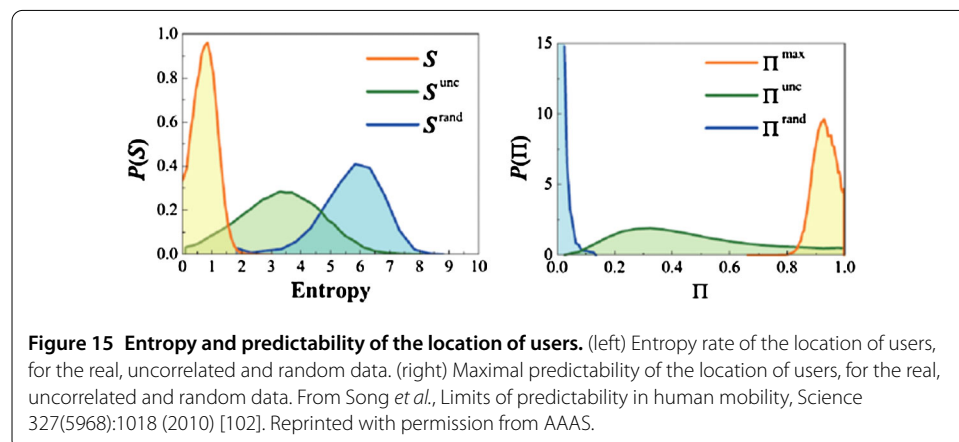 1.0
0.8
0.6
0.4
0.2
0.0
P(S)
S
S^unc
S^rand
0 1 2 3 4 5 6 7 8 9 10
Entropy
15
10
5
0
P(Π)
Π^max
Π^unc
Π^rand
0.0 0.2 0.4 0.6 0.8 1.0
Π
Figure 15 Entropy and predictability of the location of users. (left) Entropy rate of the location of users,
for the real, uncorrelated and random data. (right) Maximal predictability of the location of users, for the real,
uncorrelated and random data. From Song et al., Limits of predictability in human mobility, Science
327(5968):1018 (2010) [102]. Reprinted with permission from AAAS.